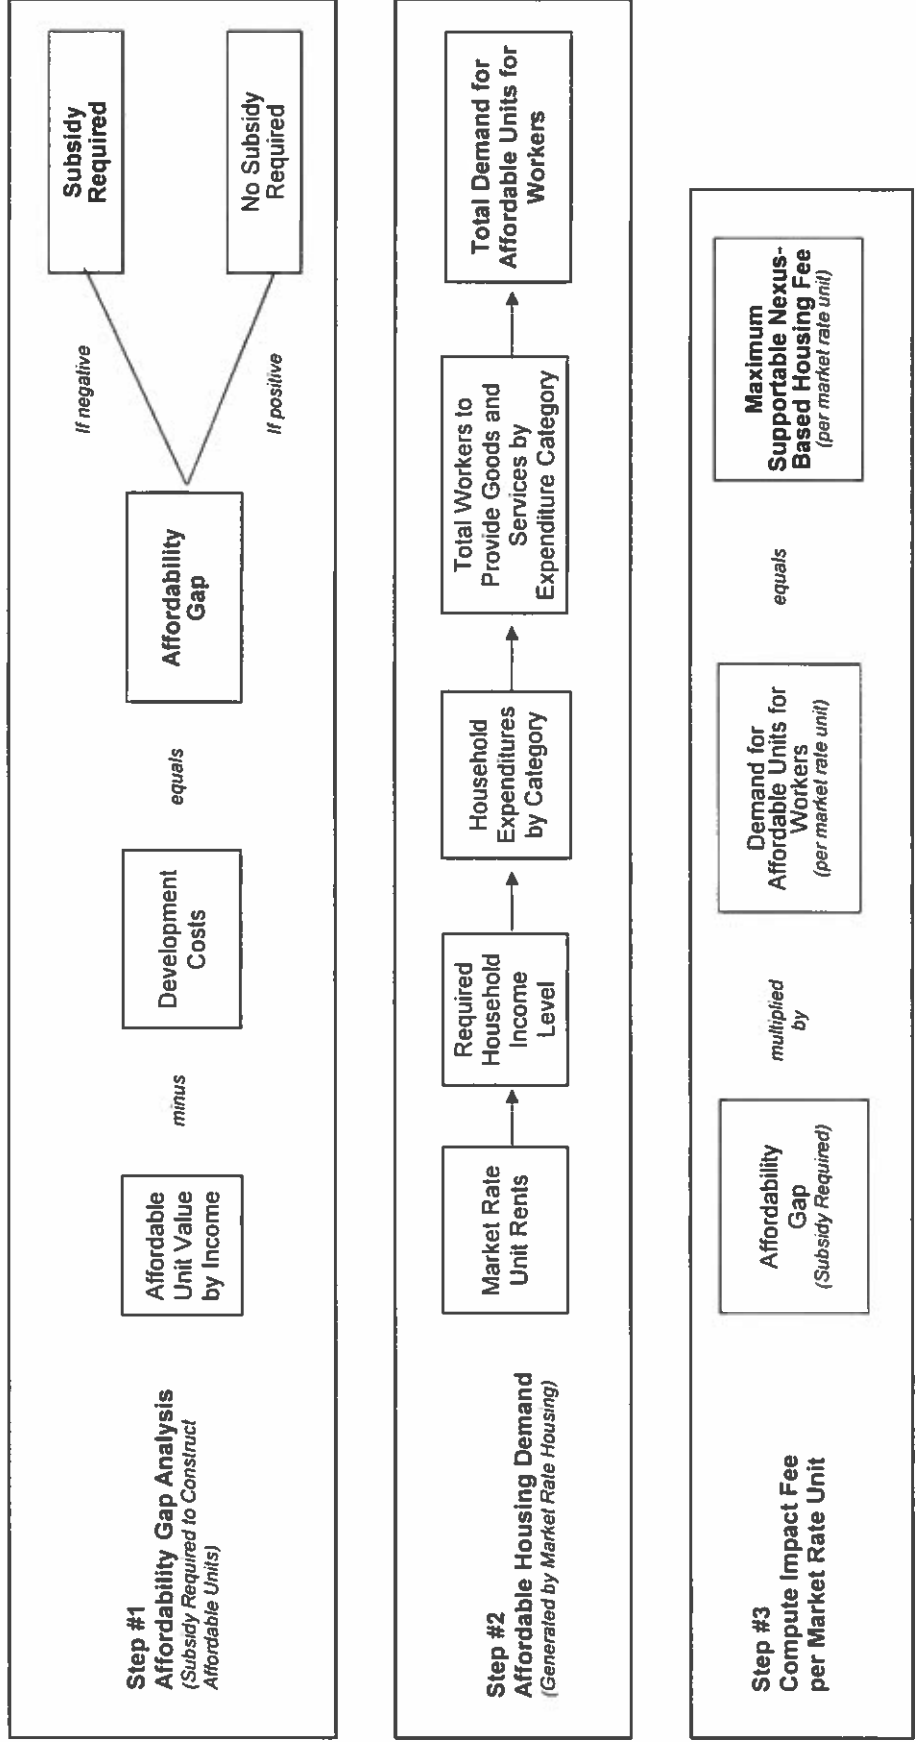 Step #1
Affordability Gap Analysis
(Subsidy Required to Construct
Affordable Units)
Affordable
Unit Value
by Income
minus
Development
Costs
equals
Affordability
Gap
If negative
If positive
Subsidy
Required
No Subsidy
Required
Step #2
Affordable Housing Demand
(Generated by Market Rate Housing)
Market Rate
Unit Rents
Required
Household
Income
Level
Household
Expenditures
by Category
Total Workers to
Provide Goods and
Services by
Expenditure Category
Total Demand for
Affordable Units for
Workers
Step #3
Compute Impact Fee
per Market Rate Unit
Affordability
Gap
(Subsidy Required)
multiplied
by
Demand for
Affordable Units for
Workers
(per market rate unit)
equals
Maximum
Supportable Nexus-
Based Housing Fee
(per market rate unit)